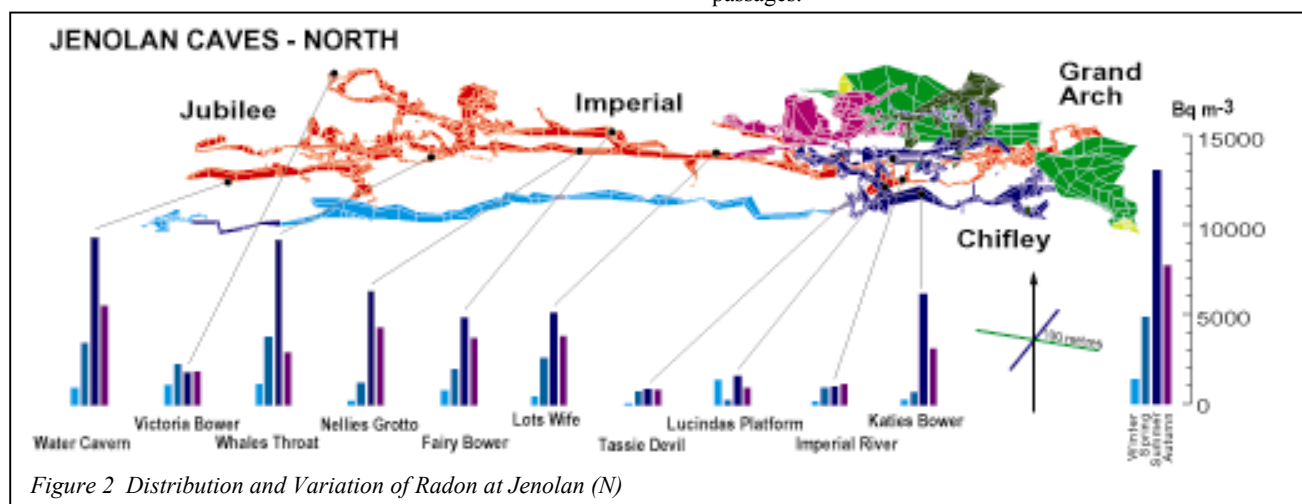 passages.
JENOLAN CAVES - NORTH
Grand
Arch
Jubilee
Imperial
Bq m-3
15000
10000
Chifley
100 metres
5000
0
Water Cavern
Victoria Bower
Whales Throat
Nellies Grotto
Fairy Bower
Lots Wife
Tassie Devil
Lucindas Platform
Imperial River
Katies Bower
Winter
Spring
Summer
Autumn
Figure 2 Distribution and Variation of Radon at Jenolan (N)